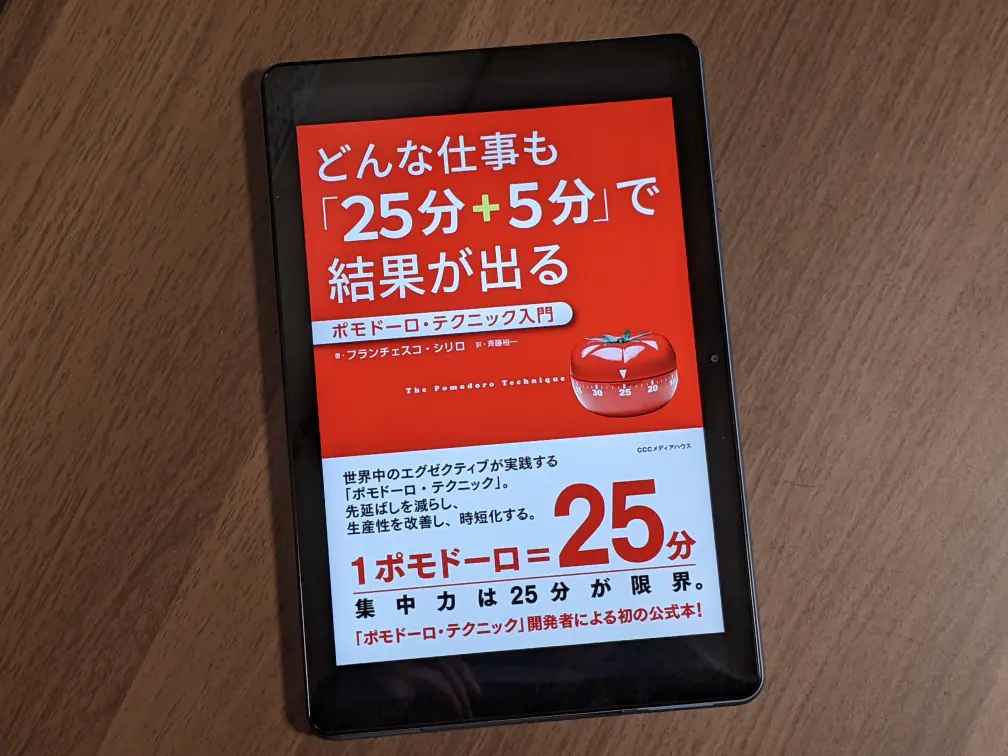 どんな仕事も
「25分+5分」で
結果が出る
ポモドーロ・テクニック入門
著・フランチェスコ・シリロ 訳・斉藤裕一
The Pomodoro Technique
30 25 20
CCCメディアハウス
世界中のエグゼクティブが実践する
「ポモドーロ・テクニック」。
先延ばしを減らし、
生産性を改善し、時短化する。
1ポモドーロ=25分
集中力は25分が限界。
「ポモドーロ・テクニック」開発者による初の公式本!